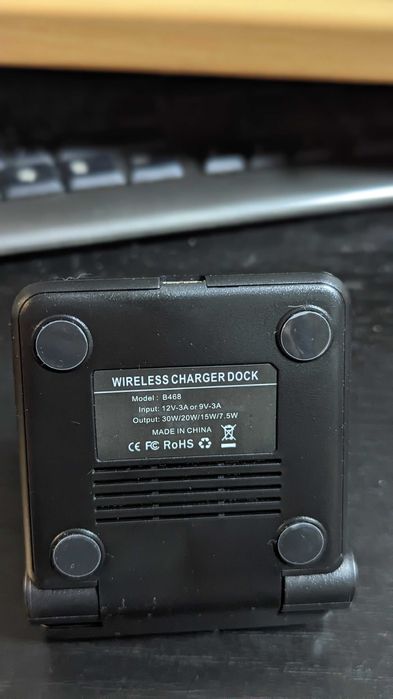 WIRELESS CHARGER DOCK
Model : B468
Input: 12V-3A or 9V-3A
Output: 30W/20W/15W/7.5W
MADE IN CHINA
CE FC RoHS